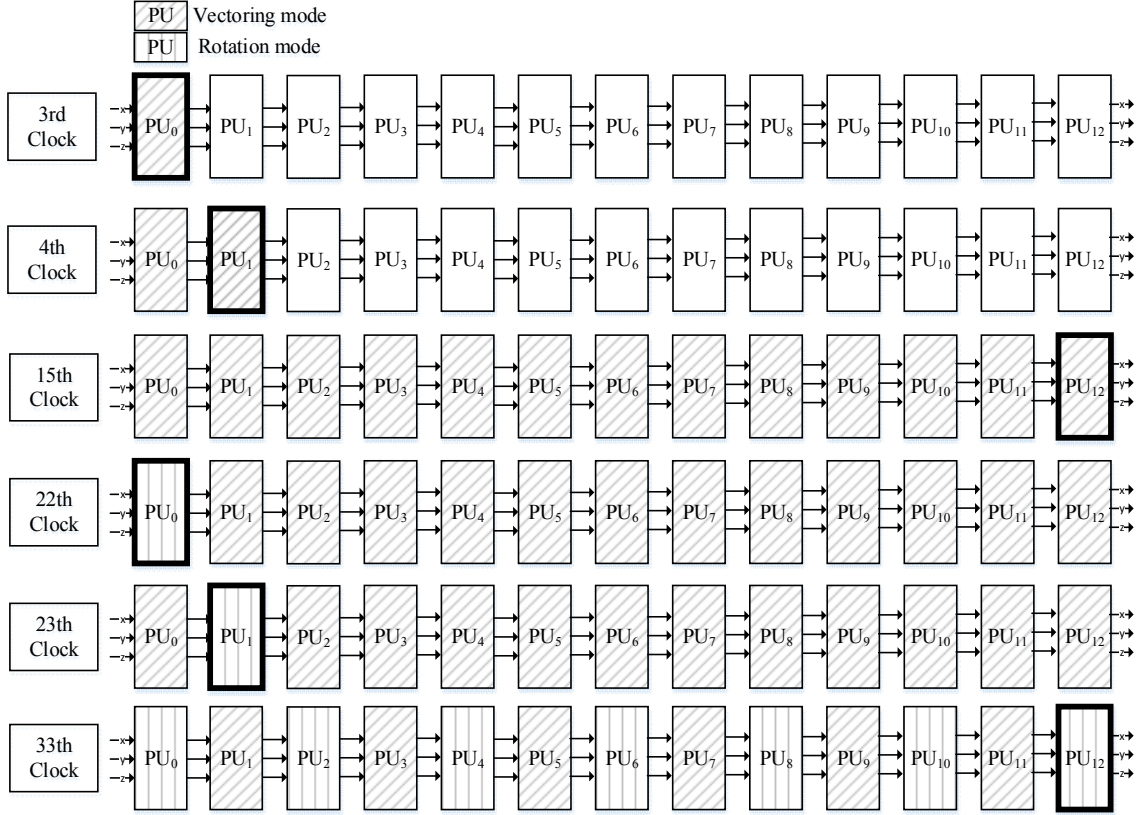 PU Vectoring mode
PU Rotation mode
3rd Clock
x y z PU0 PU1 PU2 PU3 PU4 PU5 PU6 PU7 PU8 PU9 PU10 PU11 PU12 x y z
4th Clock
x y z PU0 PU1 PU2 PU3 PU4 PU5 PU6 PU7 PU8 PU9 PU10 PU11 PU12 x y z
15th Clock
x y z PU0 PU1 PU2 PU3 PU4 PU5 PU6 PU7 PU8 PU9 PU10 PU11 PU12 x y z
22th Clock
x y z PU0 PU1 PU2 PU3 PU4 PU5 PU6 PU7 PU8 PU9 PU10 PU11 PU12 x y z
23th Clock
x y z PU0 PU1 PU2 PU3 PU4 PU5 PU6 PU7 PU8 PU9 PU10 PU11 PU12 x y z
33th Clock
x y z PU0 PU1 PU2 PU3 PU4 PU5 PU6 PU7 PU8 PU9 PU10 PU11 PU12 x y z